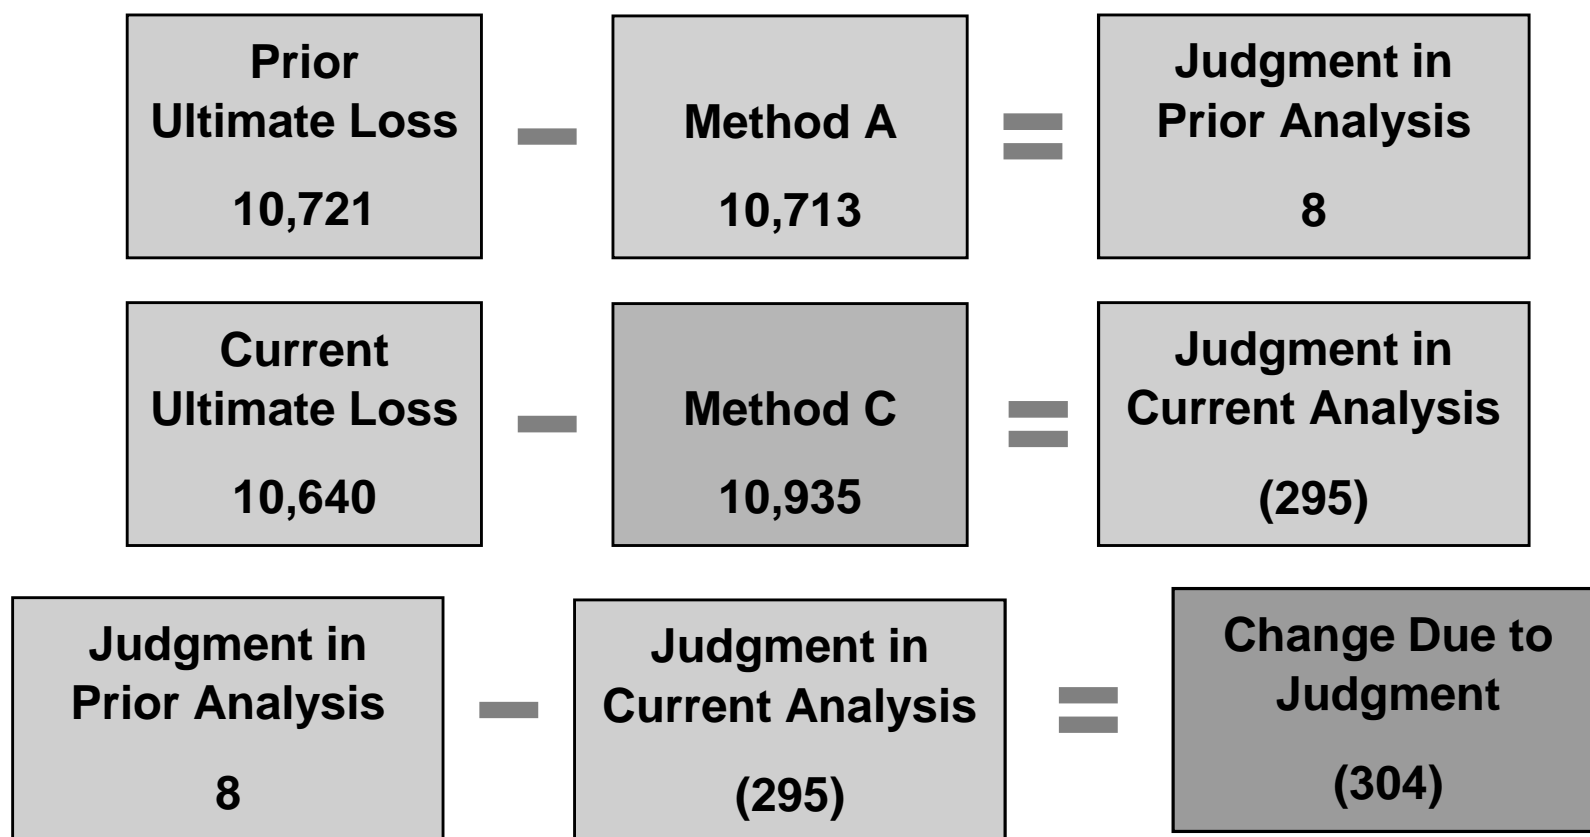 Prior
Ultimate Loss
10,721
Method A
10,713
Judgment in
Prior Analysis
8
Current
Ultimate Loss
10,640
Method C
10,935
Judgment in
Current Analysis
(295)
Judgment in
Prior Analysis
8
Judgment in
Current Analysis
(295)
Change Due to
Judgment
(304)